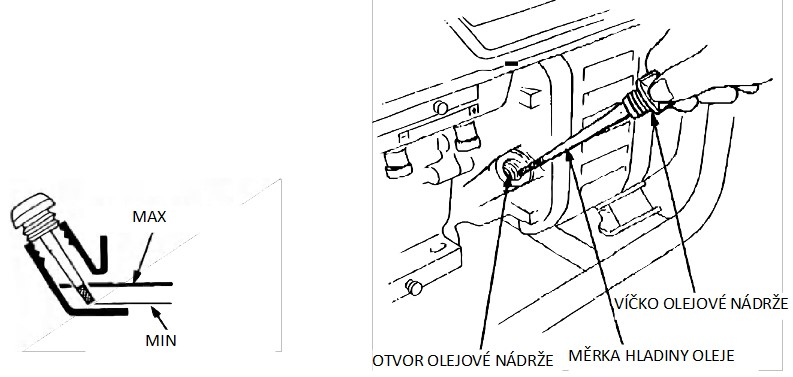 MAX
MIN
VÍČKO OLEJOVÉ NÁDRŽE
OTVOR OLEJOVÉ NÁDRŽE
MĚRKA HLADINY OLEJE